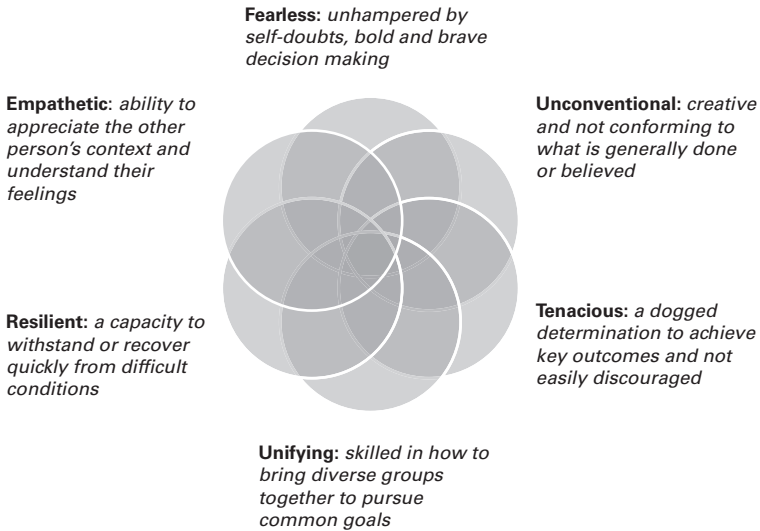 Fearless: unhampered by
self-doubts, bold and brave
decision making
Empathetic: ability to
appreciate the other
person's context and
understand their
feelings
Unconventional: creative
and not conforming to
what is generally done
or believed
Resilient: a capacity to
withstand or recover
quickly from difficult
conditions
Tenacious: a dogged
determination to achieve
key outcomes and not
easily discouraged
Unifying: skilled in how to
bring diverse groups
together to pursue
common goals